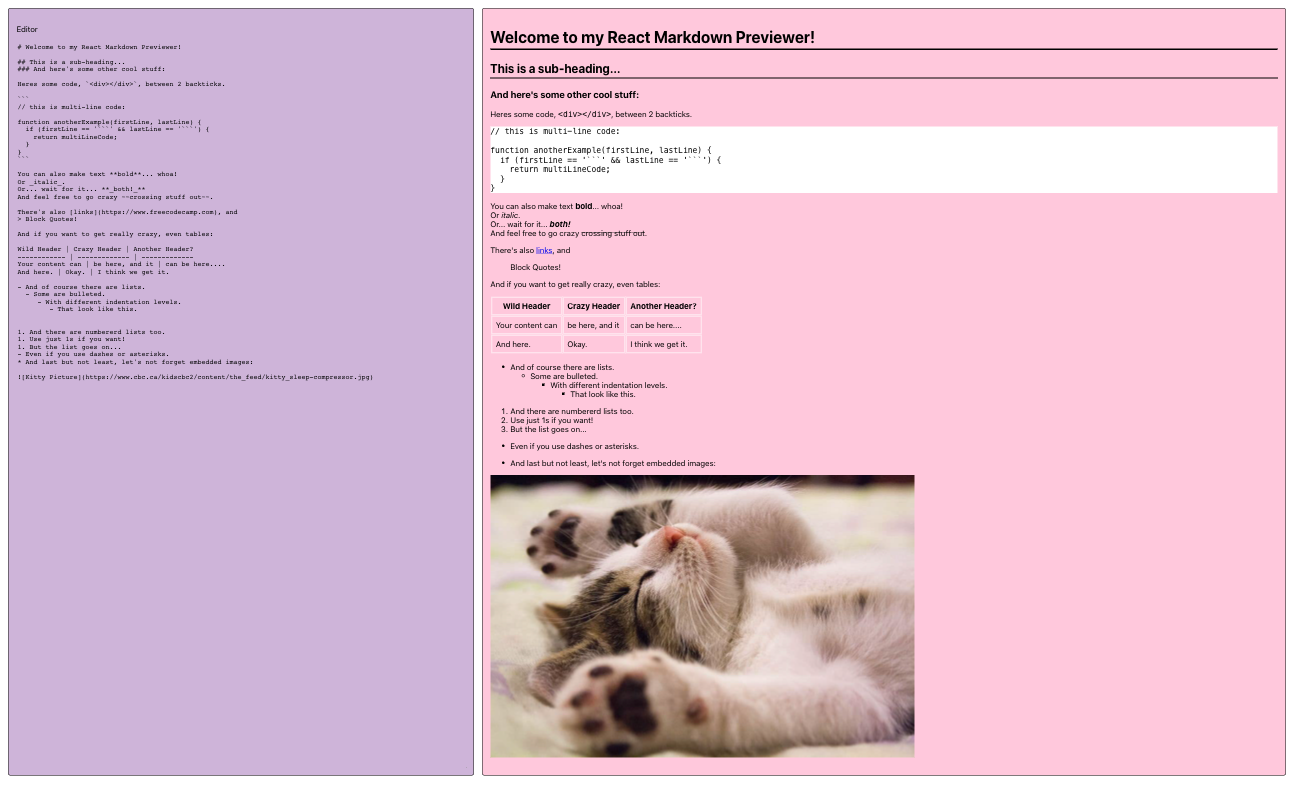 Editor
# Welcome to my React Markdown Previewer!
## This is a sub-heading...
### And here's some other cool stuff:
Heres some code, `<div></div>`, between 2 backticks.
```
// this is multi-line code:
function anotherExample(firstLine, lastLine) {
  if (firstLine == '```' && lastLine == '```') {
    return multiLineCode;
  }
}
```
You can also make text **bold**... whoa!
Or _italic_.
Or... wait for it... **_both!_**
And feel free to go crazy ~~crossing stuff out~~.
There's also [links](https://www.freecodecamp.com), and
> Block Quotes!
And if you want to get really crazy, even tables:
Wild Header | Crazy Header | Another Header?
------------ | ------------- | -------------
Your content can | be here, and it | can be here....
And here. | Okay. | I think we get it.
- And of course there are lists.
  - Some are bulleted.
     - With different indentation levels.
        - That look like this.
1. And there are numbererd lists too.
1. Use just 1s if you want!
1. But the list goes on...
- Even if you use dashes or asterisks.
* And last but not least, let's not forget embedded images:
![Kitty Picture](https://www.cbc.ca/kidscbc2/content/the_feed/kitty_sleep-compressor.jpg)
Welcome to my React Markdown Previewer!
This is a sub-heading...
And here's some other cool stuff:
Heres some code, <div></div>, between 2 backticks.
// this is multi-line code:
function anotherExample(firstLine, lastLine) {
  if (firstLine == '```' && lastLine == '```') {
    return multiLineCode;
  }
}
You can also make text bold... whoa!
Or italic.
Or... wait for it... both!
And feel free to go crazy crossing stuff out.
There's also links, and
Block Quotes!
And if you want to get really crazy, even tables:
Wild Header Crazy Header Another Header?
Your content can be here, and it can be here....
And here. Okay. I think we get it.
• And of course there are lists.
◦ Some are bulleted.
▪ With different indentation levels.
▪ That look like this.
1. And there are numbererd lists too.
2. Use just 1s if you want!
3. But the list goes on...
• Even if you use dashes or asterisks.
• And last but not least, let's not forget embedded images: